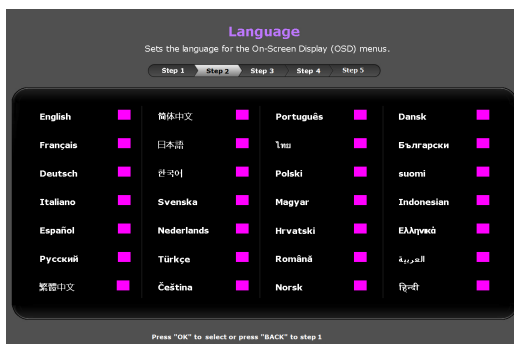 Language
Sets the language for the On-Screen Display (OSD) menus.
Step 1 Step 2 Step 3 Step 4 Step 5
English 简体中文 Português Dansk
Français 日本語 ไทย Български
Deutsch 한국어 Polski suomi
Italiano Svenska Magyar Indonesian
Español Nederlands Hrvatski Ελληνικά
Русский Türkçe Română العربية
繁體中文 Čeština Norsk हिन्दी
Press "OK" to select or press "BACK" to step 1